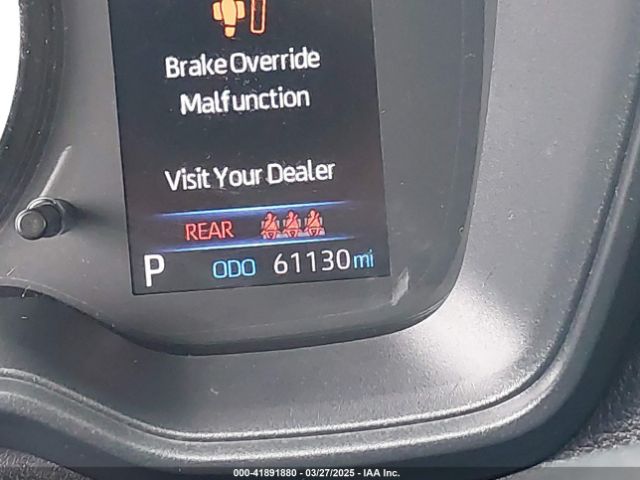 Brake Override
Malfunction
Visit Your Dealer
REAR
P ODO 61130 mi
000-41891880 - 03/27/2025 - IAA Inc.